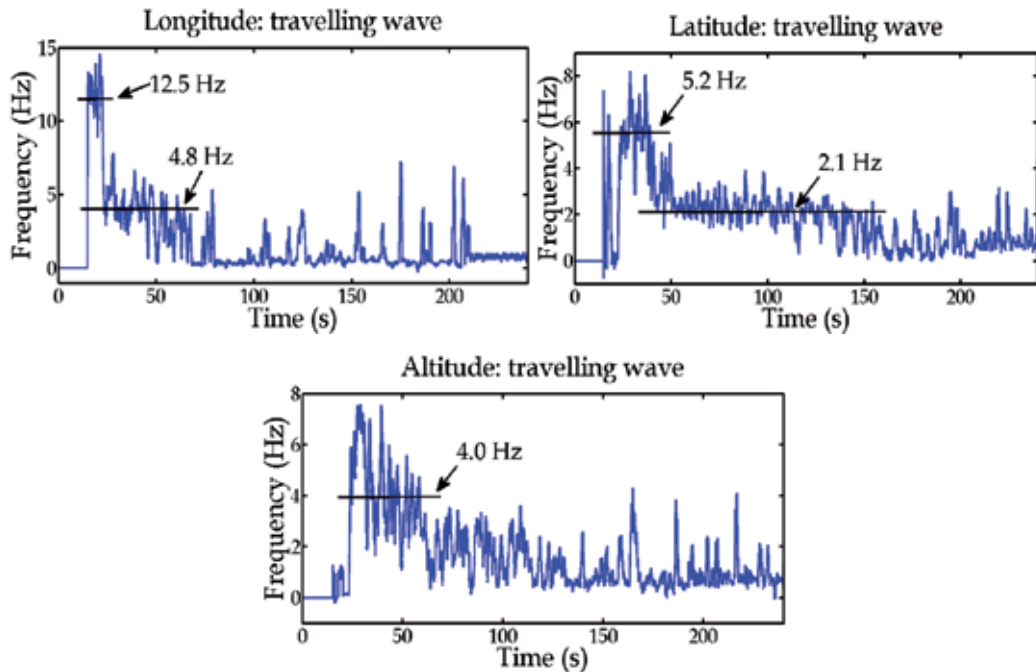 Longitude: travelling wave
Frequency (Hz)
15
10
5
0
12.5 Hz
4.8 Hz
0 50 100 150 200
Time (s)
Latitude: travelling wave
Frequency (Hz)
8
6
4
2
0
5.2 Hz
2.1 Hz
0 50 100 150 200
Time (s)
Altitude: travelling wave
Frequency (Hz)
8
6
4
2
0
4.0 Hz
0 50 100 150 200
Time (s)